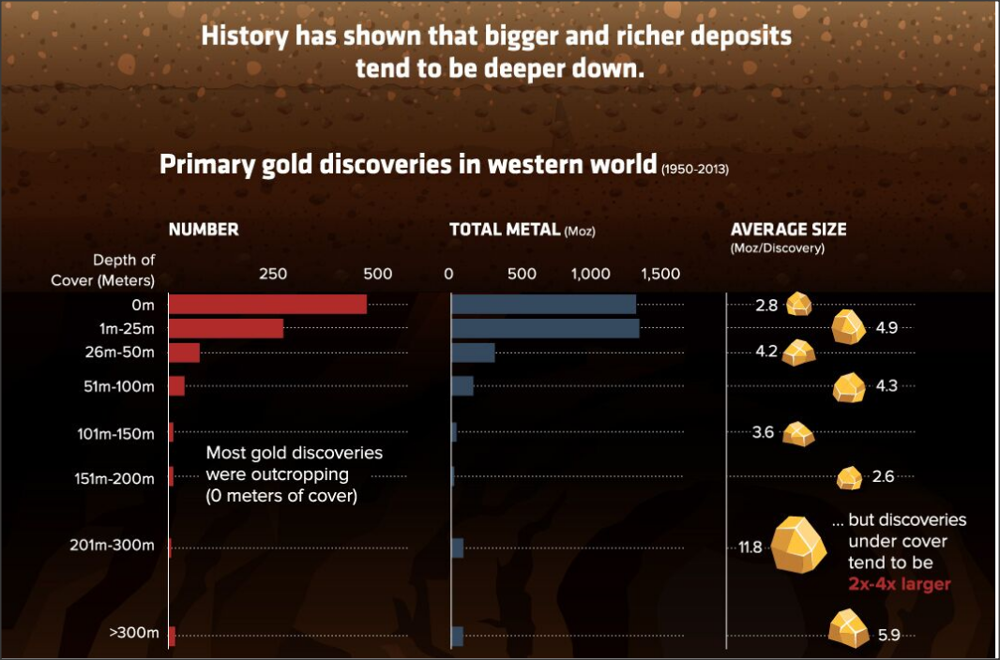 History has shown that bigger and richer deposits
tend to be deeper down.
Primary gold discoveries in western world (1950-2013)
NUMBER
TOTAL METAL (Moz)
AVERAGE SIZE
(Moz/Discovery)
Depth of
Cover (Meters)
250 500
0 500 1,000 1,500
0m 2.8
1m-25m 4.9
26m-50m 4.2
51m-100m 4.3
101m-150m 3.6
151m-200m 2.6
Most gold discoveries
were outcropping
(0 meters of cover)
201m-300m 11.8
... but discoveries
under cover
tend to be
2x-4x larger
>300m 5.9